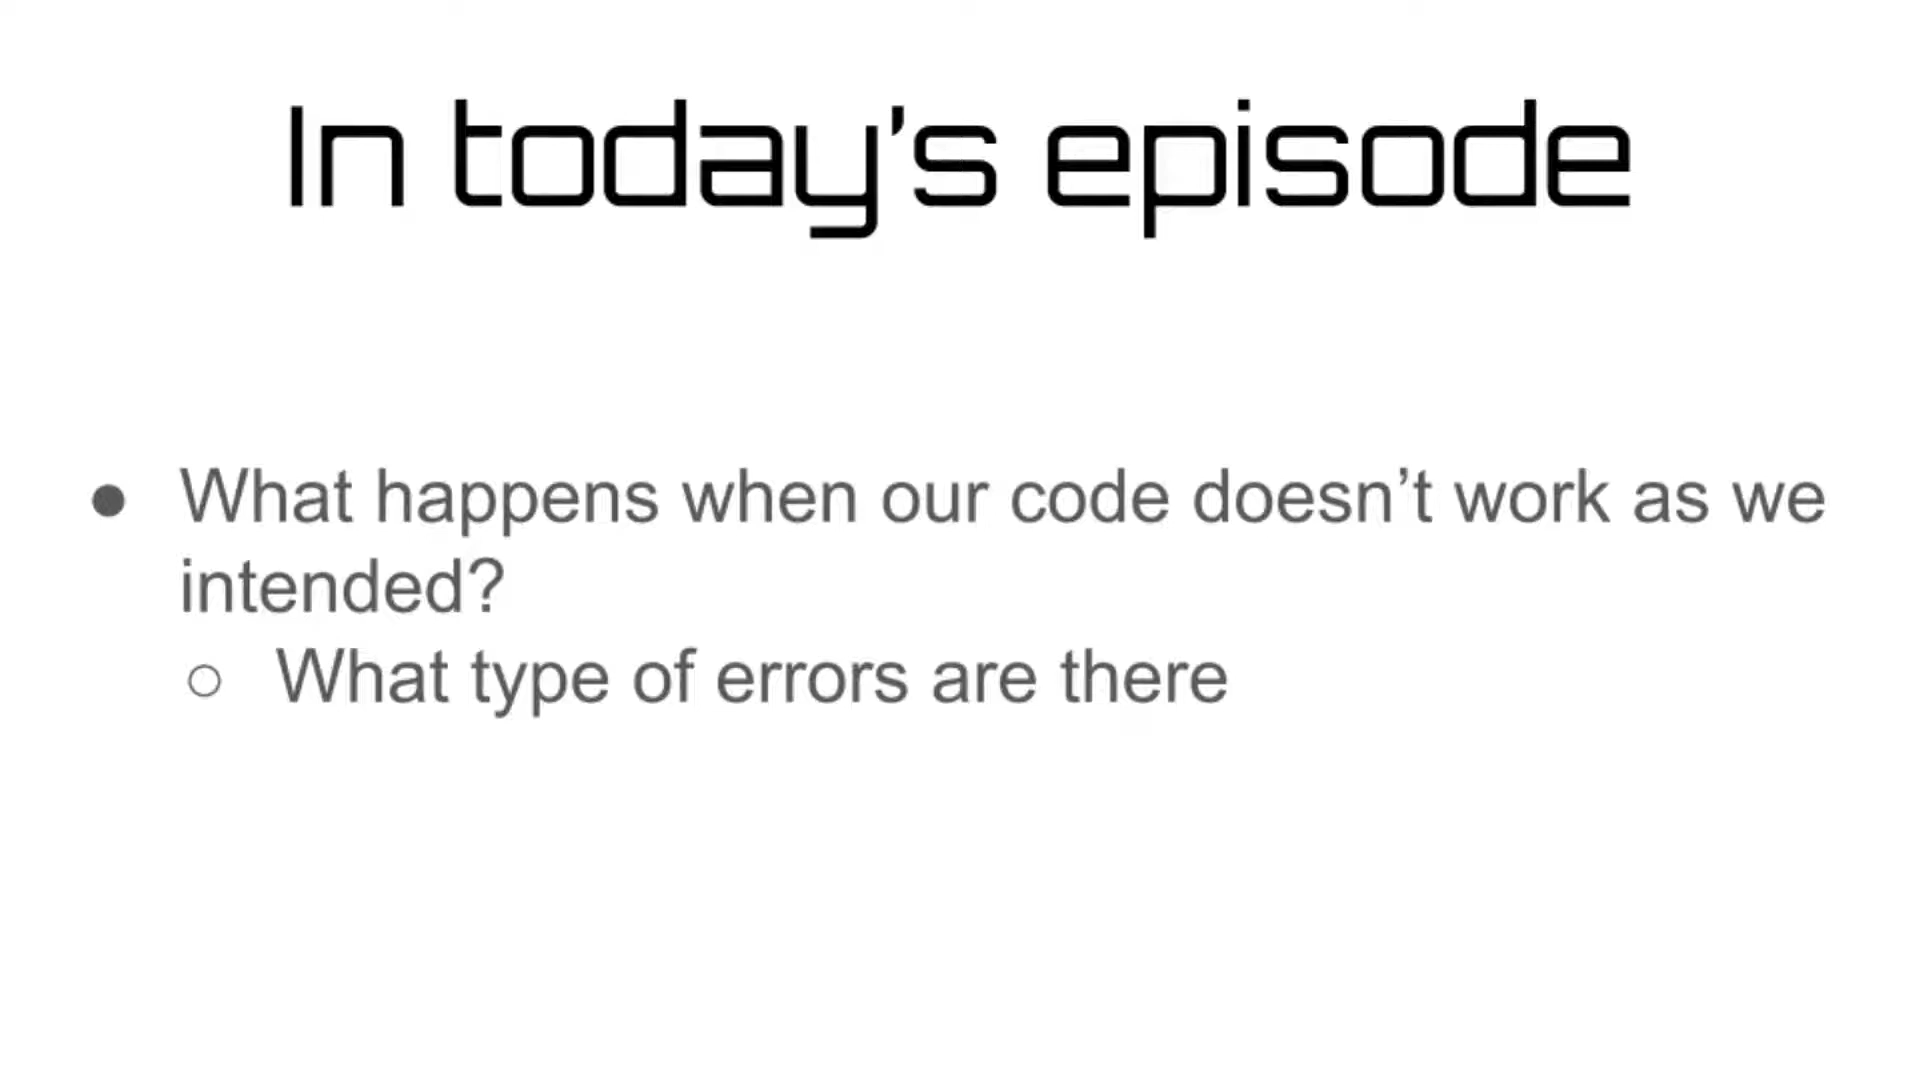 In today’s episode
● What happens when our code doesn’t work as we
intended?
○ What type of errors are there